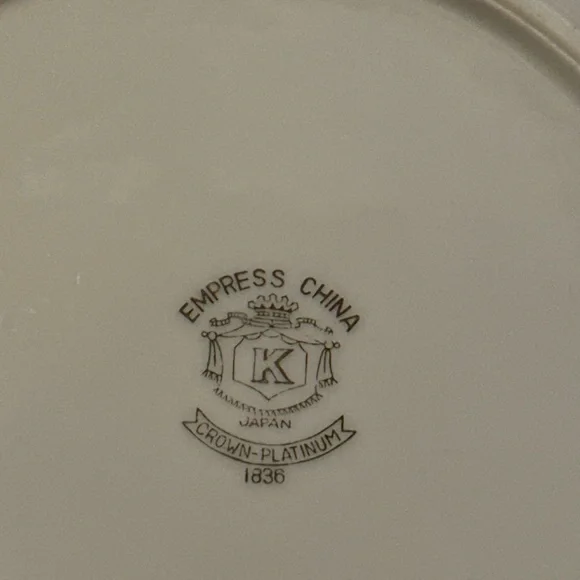 EMPRESS CHINA
K
JAPAN
CROWN-PLATINUM
1836